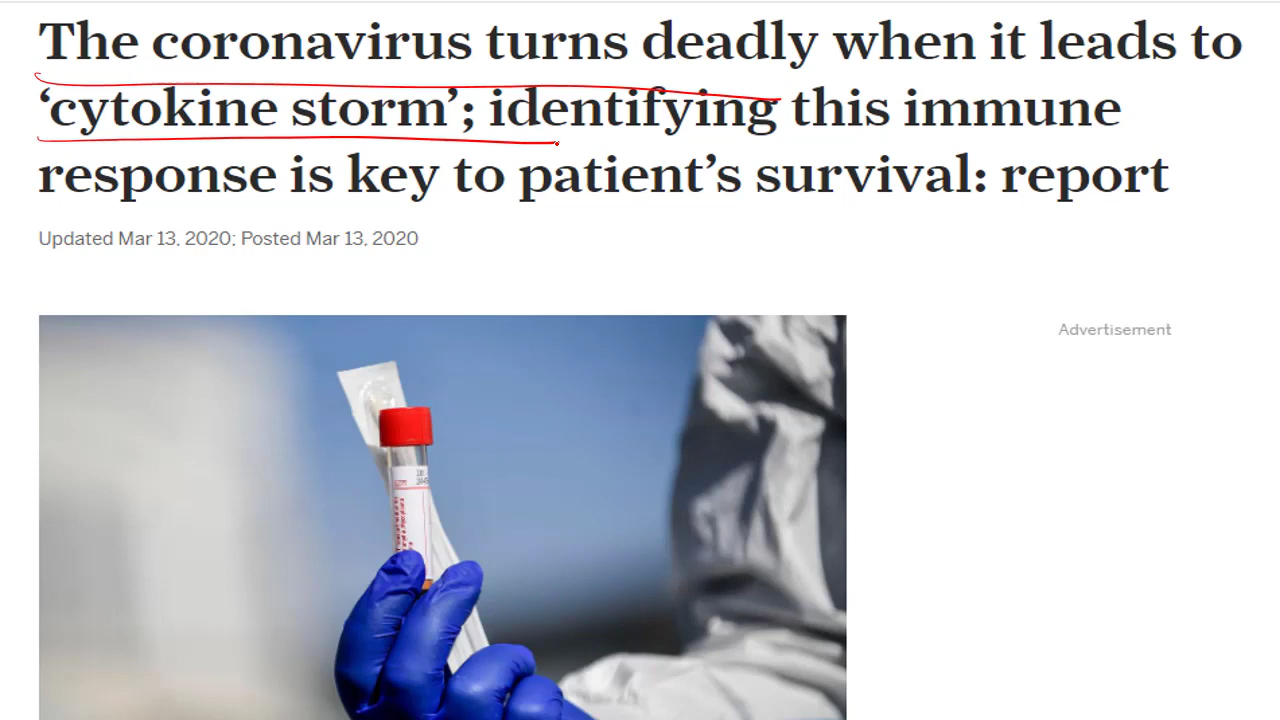 The coronavirus turns deadly when it leads to
‘cytokine storm’; identifying this immune
response is key to patient’s survival: report
Updated Mar 13, 2020; Posted Mar 13, 2020
Advertisement